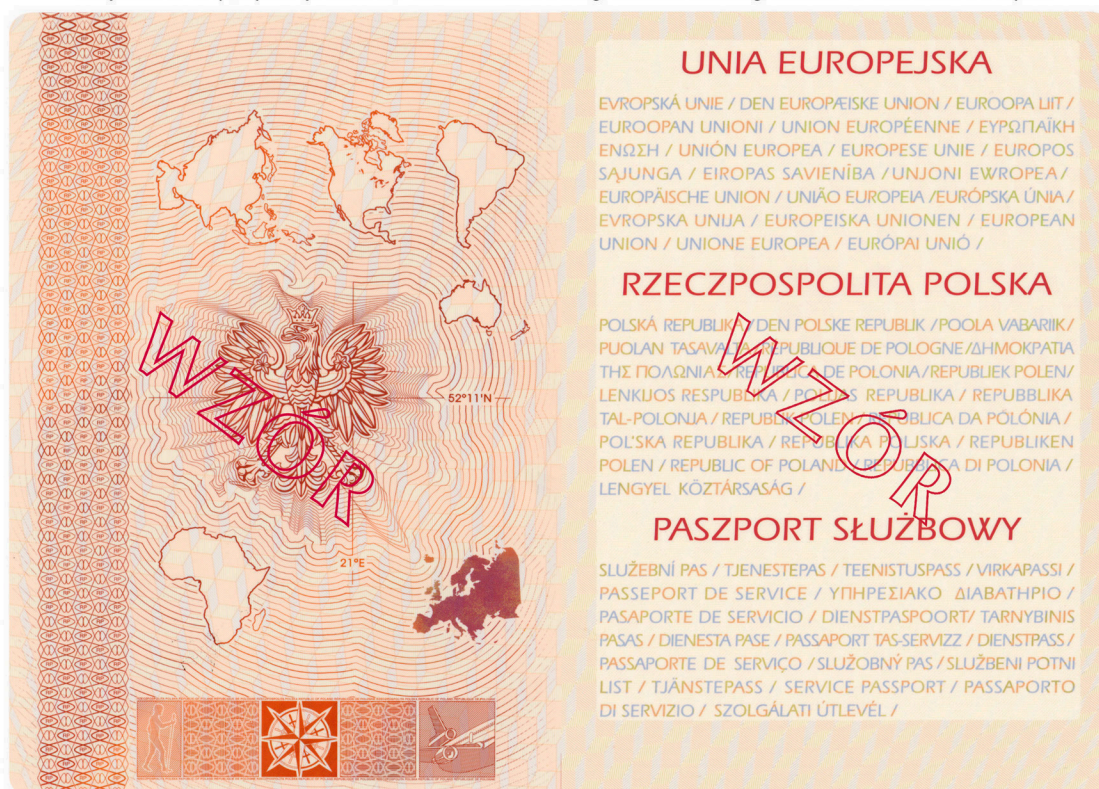 52°11'N
WZÓR
21°E
UNIA EUROPEJSKA
EVROPSKÁ UNIE / DEN EUROPÆISKE UNION / EUROOPA LIIT /
EUROOPAN UNIONI / UNION EUROPÉENNE / ΕΥΡΩΠΑΪΚΗ
ΕΝΩΣΗ / UNIÓN EUROPEA / EUROPESE UNIE / EUROPOS
SĄJUNGA / EIROPAS SAVIENĪBA /UNJONI EWROPEA /
EUROPÄISCHE UNION / UNIÃO EUROPEIA /EURÓPSKA ÚNIA/
EVROPSKA UNIJA / EUROPEISKA UNIONEN / EUROPEAN
UNION / UNIONE EUROPEA / EURÓPAI UNIÓ /
RZECZPOSPOLITA POLSKA
POLSKÁ REPUBLIKA / DEN POLSKE REPUBLIK /POOLA VABARIIK/
PUOLAN TASAVALTA /REPUBLIQUE DE POLOGNE/ΔΗΜΟΚΡΑΤΙΑ
ΤΗΣ ΠΟΛΩΝΙΑΣ/ REPUBLICA DE POLONIA/REPUBLIEK POLEN/
LENKIJOS RESPUBLIKA / POLIJAS REPUBLIKA / REPUBBLIKA
TAL-POLONJA / REPUBLIK POLEN / REPUBLICA DA POLÓNIA /
POĽSKA REPUBLIKA / REPUBLIKA POLJSKA / REPUBLIKEN
POLEN / REPUBLIC OF POLAND / REPUBBLICA DI POLONIA /
LENGYEL KÖZTÁRSASÁG /
WZÓR
PASZPORT SŁUŻBOWY
SLUŽEBNÍ PAS / TJENESTEPAS / TEENISTUSPASS / VIRKAPASSI /
PASSEPORT DE SERVICE / ΥΠΗΡΕΣΙΑΚΟ ΔΙΑΒΑΤΗΡΙΟ /
PASAPORTE DE SERVICIO / DIENSTPASPOORT/ TARNYBINIS
PASAS / DIENESTA PASE / PASSAPORT TAS-SERVIZZ / DIENSTPASS /
PASSAPORTE DE SERVIÇO / SLUŽOBNÝ PAS / SLUŽBENI POTNI
LIST / TJÄNSTEPASS / SERVICE PASSPORT / PASSAPORTO
DI SERVIZIO / SZOLGÁLATI ÚTLEVÉL /